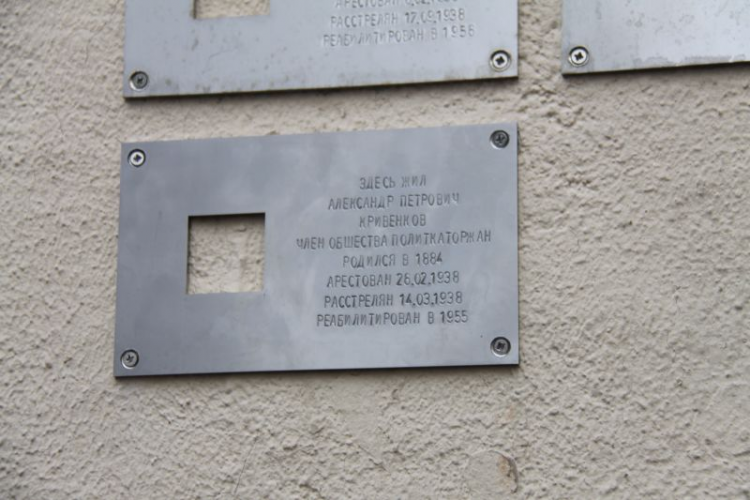 РАССТРЕЛЯН 17.09.1938
РЕАБИЛИТИРОВАН В 1956
ЗДЕСЬ ЖИЛ
АЛЕКСАНДР ПЕТРОВИЧ
КРИВЕНКОВ
ЧЛЕН ОБЩЕСТВА ПОЛИТКАТОРЖАН
РОДИЛСЯ В 1884
АРЕСТОВАН 26.02.1938
РАССТРЕЛЯН 14.03.1938
РЕАБИЛИТИРОВАН В 1955